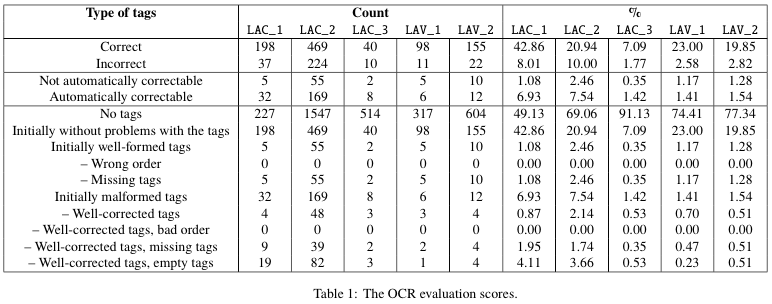 Type of tags Count %
LAC_1 LAC_2 LAC_3 LAV_1 LAV_2 LAC_1 LAC_2 LAC_3 LAV_1 LAV_2
Correct 198 469 40 98 155 42.86 20.94 7.09 23.00 19.85
Incorrect 37 224 10 11 22 8.01 10.00 1.77 2.58 2.82
Not automatically correctable 5 55 2 5 10 1.08 2.46 0.35 1.17 1.28
Automatically correctable 32 169 8 6 12 6.93 7.54 1.42 1.41 1.54
No tags 227 1547 514 317 604 49.13 69.06 91.13 74.41 77.34
Initially without problems with the tags 198 469 40 98 155 42.86 20.94 7.09 23.00 19.85
Initially well-formed tags 5 55 2 5 10 1.08 2.46 0.35 1.17 1.28
– Wrong order 0 0 0 0 0 0.00 0.00 0.00 0.00 0.00
– Missing tags 5 55 2 5 10 1.08 2.46 0.35 1.17 1.28
Initially malformed tags 32 169 8 6 12 6.93 7.54 1.42 1.41 1.54
– Well-corrected tags 4 48 3 3 4 0.87 2.14 0.53 0.70 0.51
– Well-corrected tags, bad order 0 0 0 0 0 0.00 0.00 0.00 0.00 0.00
– Well-corrected tags, missing tags 9 39 2 2 4 1.95 1.74 0.35 0.47 0.51
– Well-corrected tags, empty tags 19 82 3 1 4 4.11 3.66 0.53 0.23 0.51
Table 1: The OCR evaluation scores.